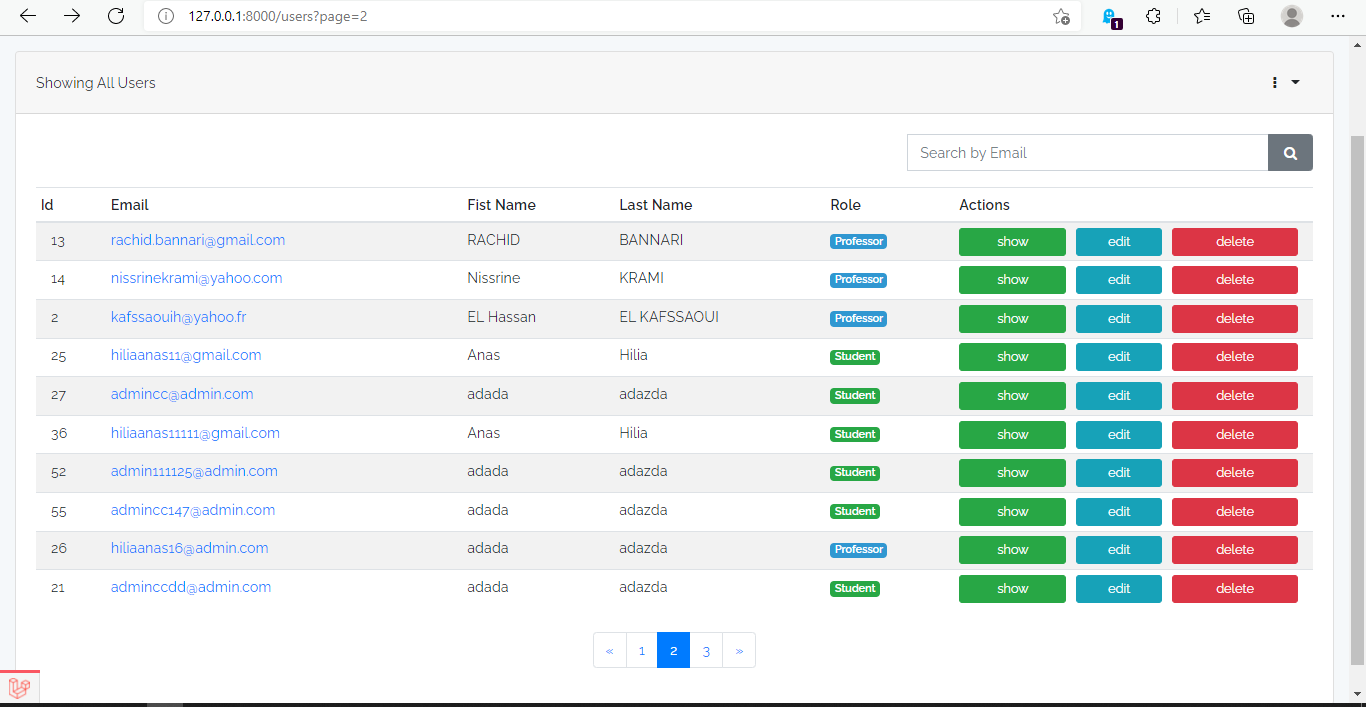 127.0.0.1:8000/users?page=2
1
Showing All Users
Search by Email
Id Email Fist Name Last Name Role Actions
13 rachid.bannari@gmail.com RACHID BANNARI Professor show edit delete
14 nissrinekrami@yahoo.com Nissrine KRAMI Professor show edit delete
2 kafssaouih@yahoo.fr EL Hassan EL KAFSSAOUI Professor show edit delete
25 hiliaanas11@gmail.com Anas Hilia Student show edit delete
27 admincc@admin.com adada adazda Student show edit delete
36 hiliaanas11111@gmail.com Anas Hilia Student show edit delete
52 admin111125@admin.com adada adazda Student show edit delete
55 admincc147@admin.com adada adazda Student show edit delete
26 hiliaanas16@admin.com adada adazda Professor show edit delete
21 adminccdd@admin.com adada adazda Student show edit delete
« 1 2 3 »